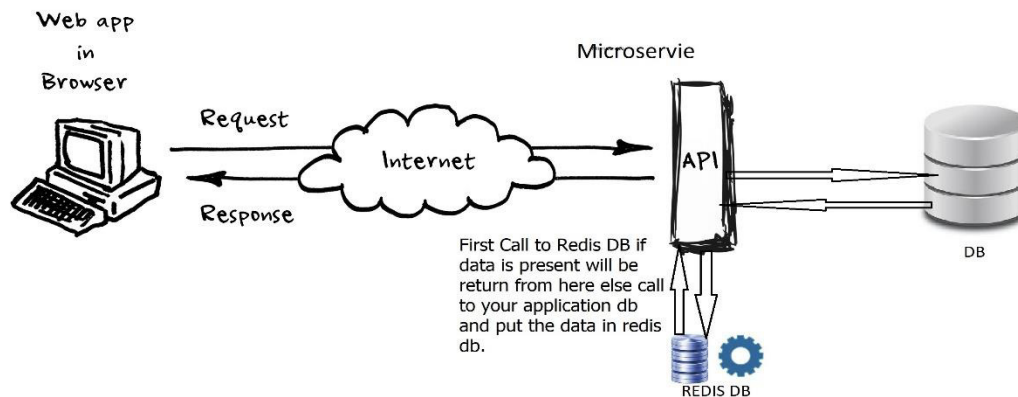 Web app
in
Browser
Request
Internet
Response
Microservie
API
DB
First Call to Redis DB if
data is present will be
return from here else call
to your application db
and put the data in redis
db.
REDIS DB